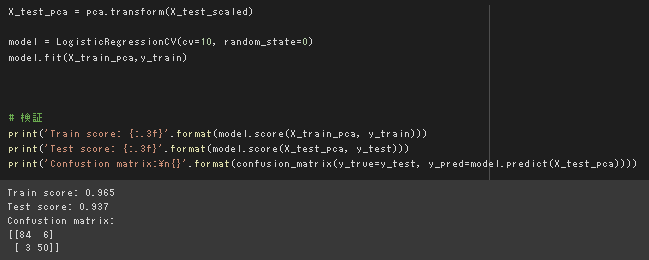 X_test_pca = pca.transform(X_test_scaled)
model = LogisticRegressionCV(cv=10, random_state=0)
model.fit(X_train_pca,y_train)
# 検証
print('Train score: {:.3f}'.format(model.score(X_train_pca, y_train)))
print('Test score: {:.3f}'.format(model.score(X_test_pca, y_test)))
print('Confustion matrix:¥n{}'.format(confusion_matrix(y_true=y_test, y_pred=model.predict(X_test_pca))))
Train score: 0.965
Test score: 0.937
Confustion matrix:
[[84  6]
 [ 3 50]]